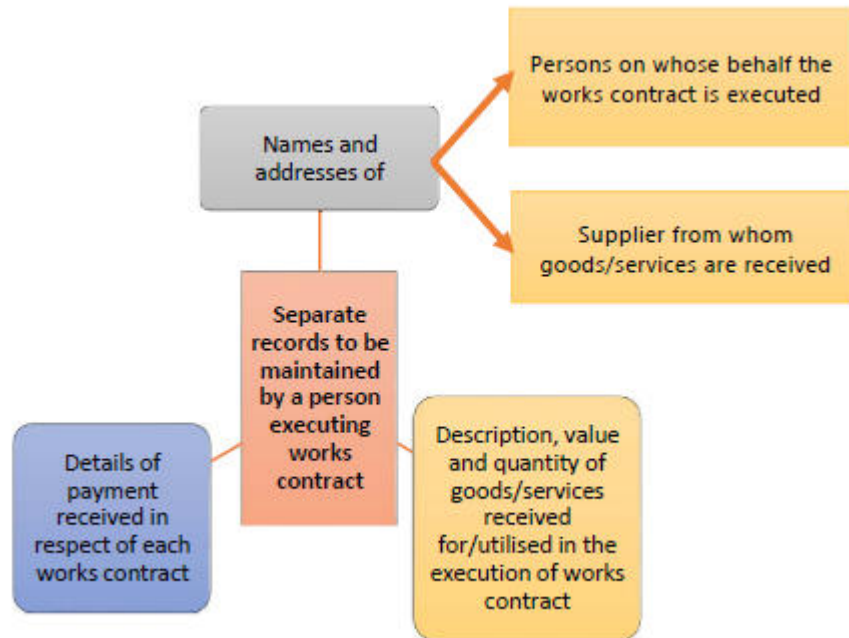 Persons on whose behalf the
works contract is executed
Names and
addresses of
Supplier from whom
goods/services are received
Separate
records to be
maintained
by a person
executing
works
contract
Details of
payment
received in
respect of each
works contract
Description, value
and quantity of
goods/services
received
for/utilised in the
execution of works
contract